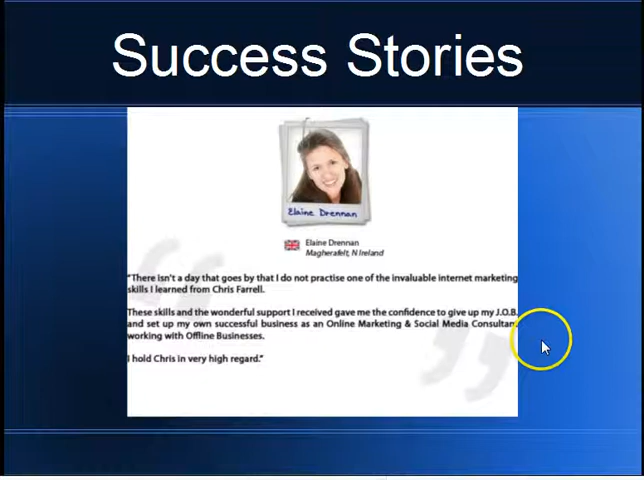 Success Stories
Elaine Drennan
Elaine Drennan
Magherafelt, N Ireland
"There isn't a day that goes by that I do not practise one of the invaluable internet marketing
skills I learned from Chris Farrell.
These skills and the wonderful support I received gave me the confidence to give up my J.O.B.
and set up my own successful business as an Online Marketing & Social Media Consultant
working with Offline Businesses.
I hold Chris in very high regard."